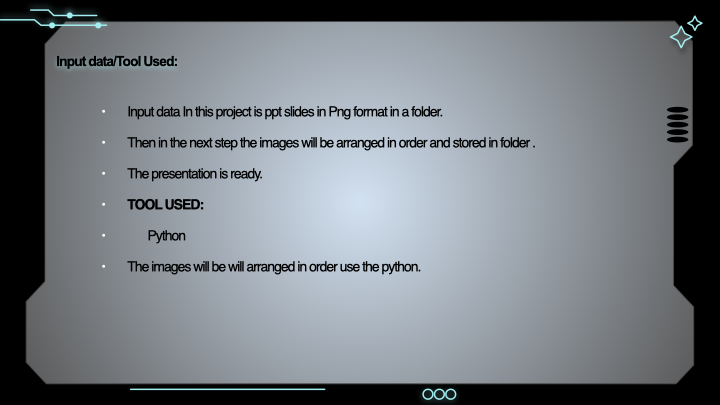 Input data/Tool Used:
• Input data In this project is ppt slides in Png format in a folder.
• Then in the next step the images will be arranged in order and stored in folder .
• The presentation is ready.
• TOOL USED:
• Python
• The images will be will arranged in order use the python.